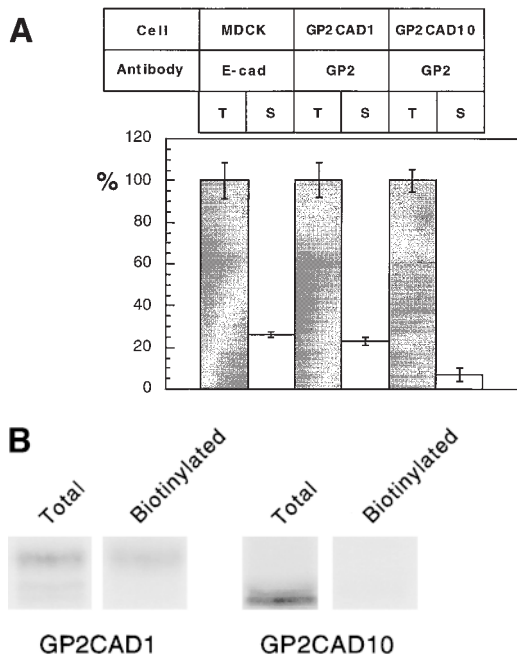 A
Cell MDCK GP2CAD1 GP2CAD10
Antibody E-cad GP2 GP2
T S T S T S
120
%
100
80
60
40
20
0
B
Total Biotinylated Total Biotinylated
GP2CAD1 GP2CAD10